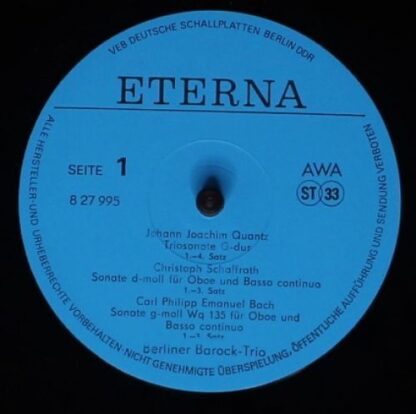 VEB DEUTSCHE SCHALLPLATTEN BERLIN DDR
ETERNA
SEITE 1
AWA
8 27 995
ST 33
Johann Joachim Quantz
Triosonate G-dur
1.–4. Satz
Christoph Schaffrath
Sonate d-moll für Oboe und Basso continuo
1.–3. Satz
Carl Philipp Emanuel Bach
Sonate g-moll Wq 135 für Oboe und
Basso continuo
1.–3. Satz
Berliner Barock-Trio
ALLE HERSTELLER- UND URHEBERRECHTE VORBEHALTEN · NICHT GENEHMIGTE ÜBERSPIELUNG, ÖFFENTLICHE AUFFÜHRUNG UND SENDUNG VERBOTEN